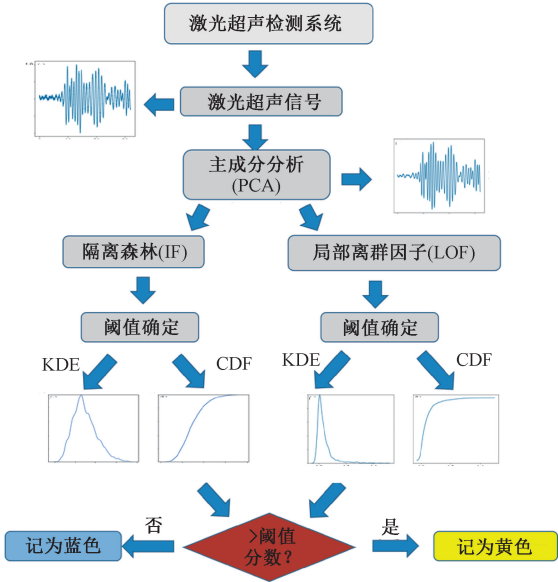 激光超声检测系统
激光超声信号
主成分分析
(PCA)
隔离森林(IF)
局部离群因子(LOF)
阈值确定
阈值确定
KDE
CDF
KDE
CDF
>阈值
分数?
否
是
记为蓝色
记为黄色